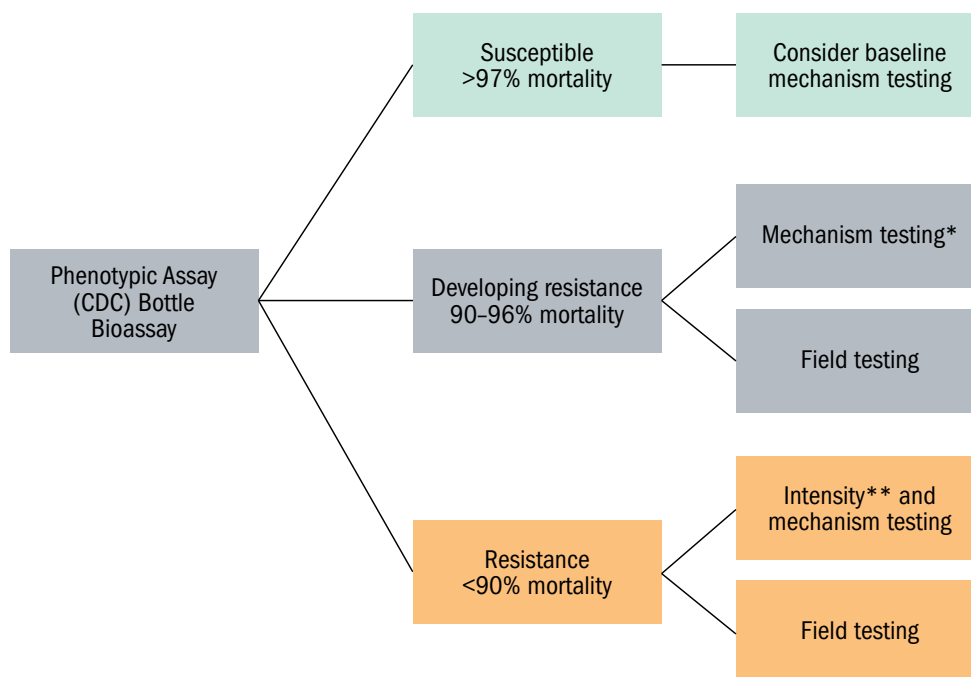 Susceptible
>97% mortality
Consider baseline
mechanism testing
Mechanism testing*
Phenotypic Assay
(CDC) Bottle
Bioassay
Developing resistance
90–96% mortality
Field testing
Intensity** and
mechanism testing
Resistance
<90% mortality
Field testing